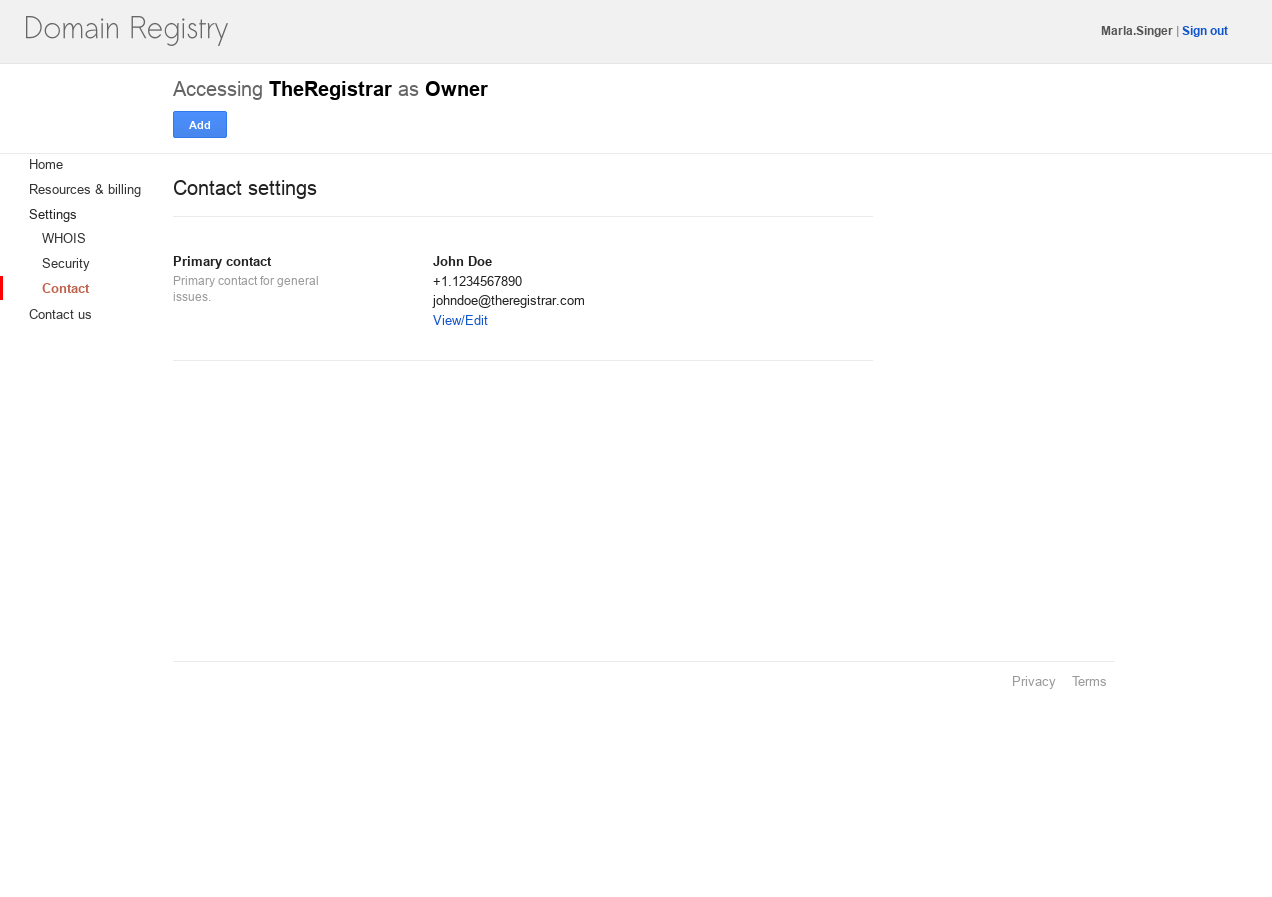 Domain Registry
Marla.Singer | Sign out
Accessing TheRegistrar as Owner
Add
Home
Resources & billing
Settings
WHOIS
Security
Contact
Contact us
Contact settings
Primary contact
Primary contact for general
issues.
John Doe
+1.1234567890
johndoe@theregistrar.com
View/Edit
Privacy Terms